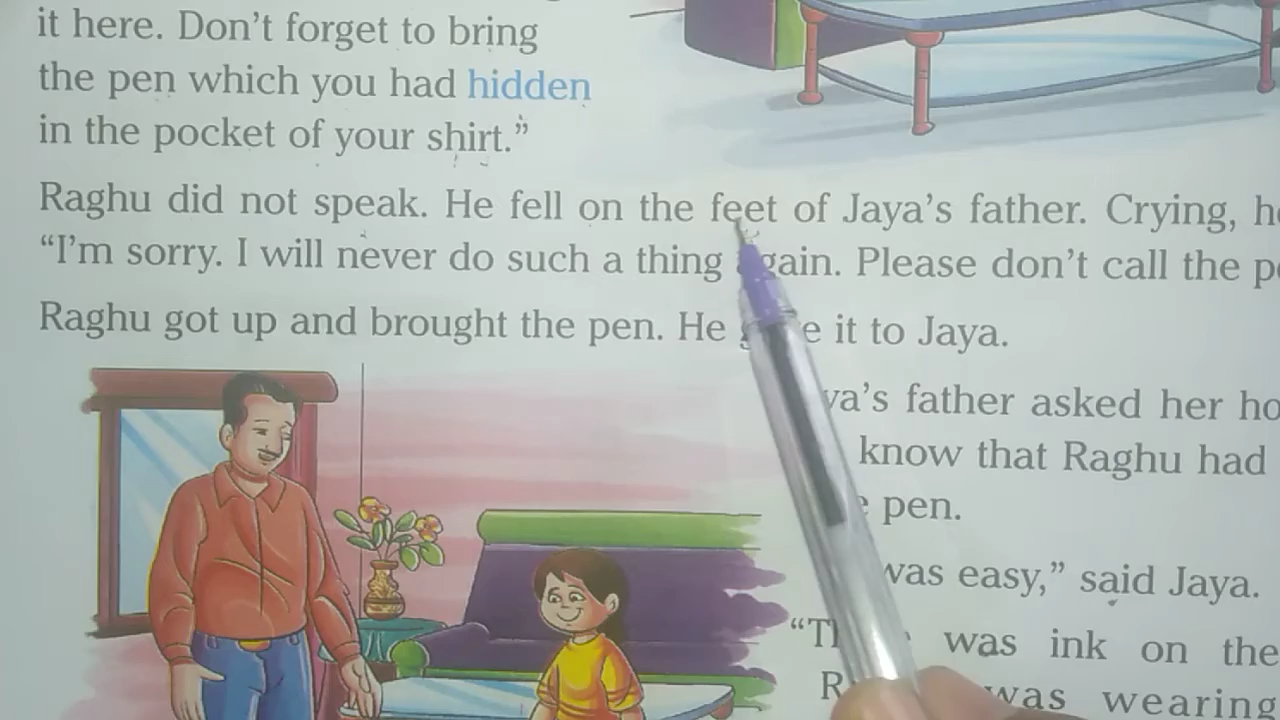 it here. Don't forget to bring
the pen which you had hidden
in the pocket of your shirt."
Raghu did not speak. He fell on the feet of Jaya's father. Crying,
"I'm sorry. I will never do such a thing again. Please don't call the
Raghu got up and brought the pen. He it to Jaya.
father asked her
know that Raghu had
pen.
was easy," said Jaya.
was ink on the
was wearing